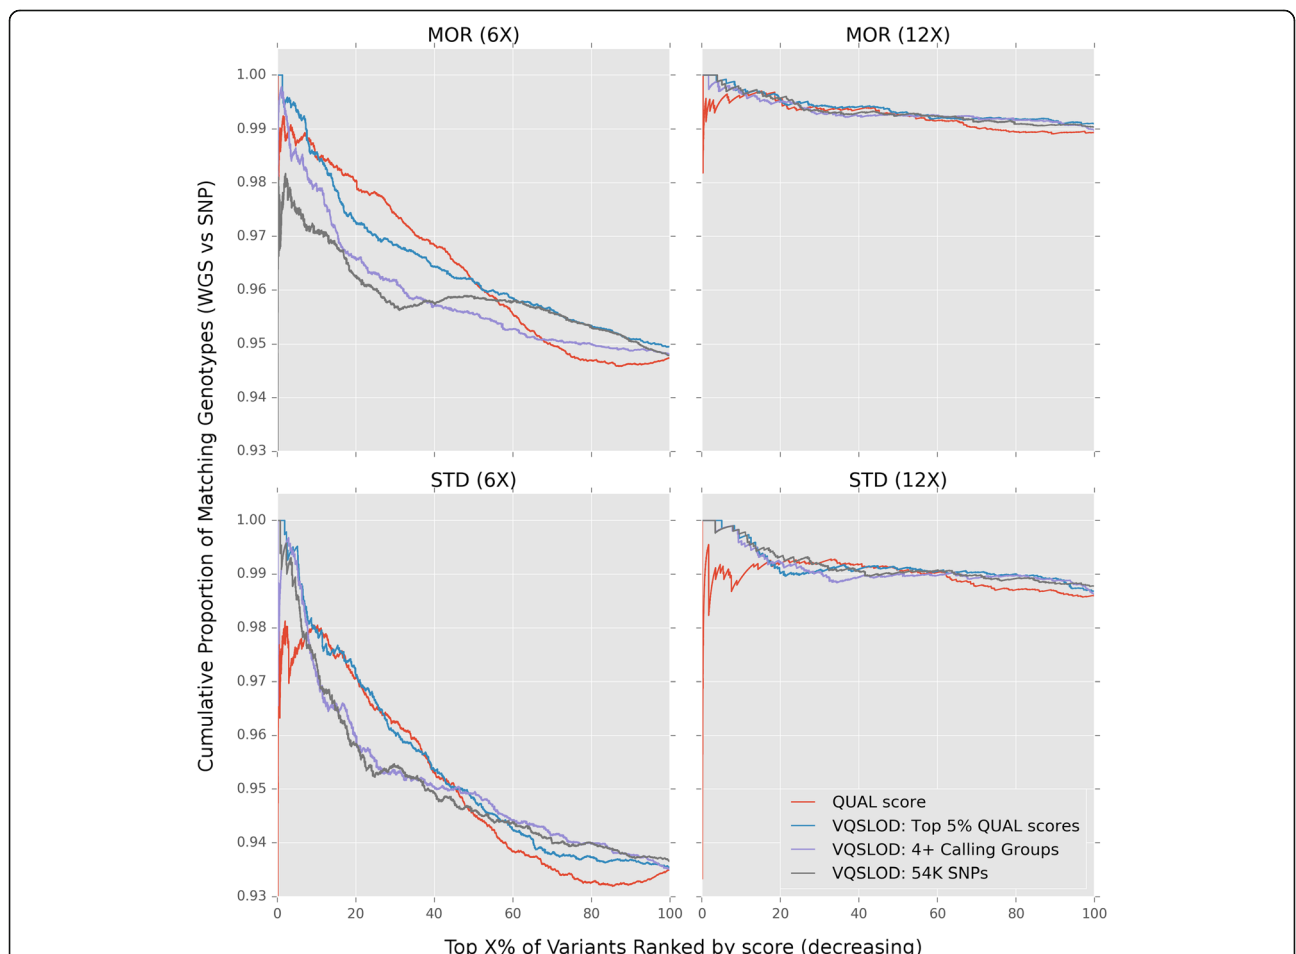 MOR (6X)
MOR (12X)
1.00
0.99
0.98
0.97
0.96
0.95
0.94
0.93
Cumulative Proportion of Matching Genotypes (WGS vs SNP)
STD (6X)
STD (12X)
1.00
0.99
0.98
0.97
0.96
0.95
0.94
0.93
QUAL score
VQSLOD: Top 5% QUAL scores
VQSLOD: 4+ Calling Groups
VQSLOD: 54K SNPs
0 20 40 60 80 100
0 20 40 60 80 100
Top X% of Variants Ranked by score (decreasing)